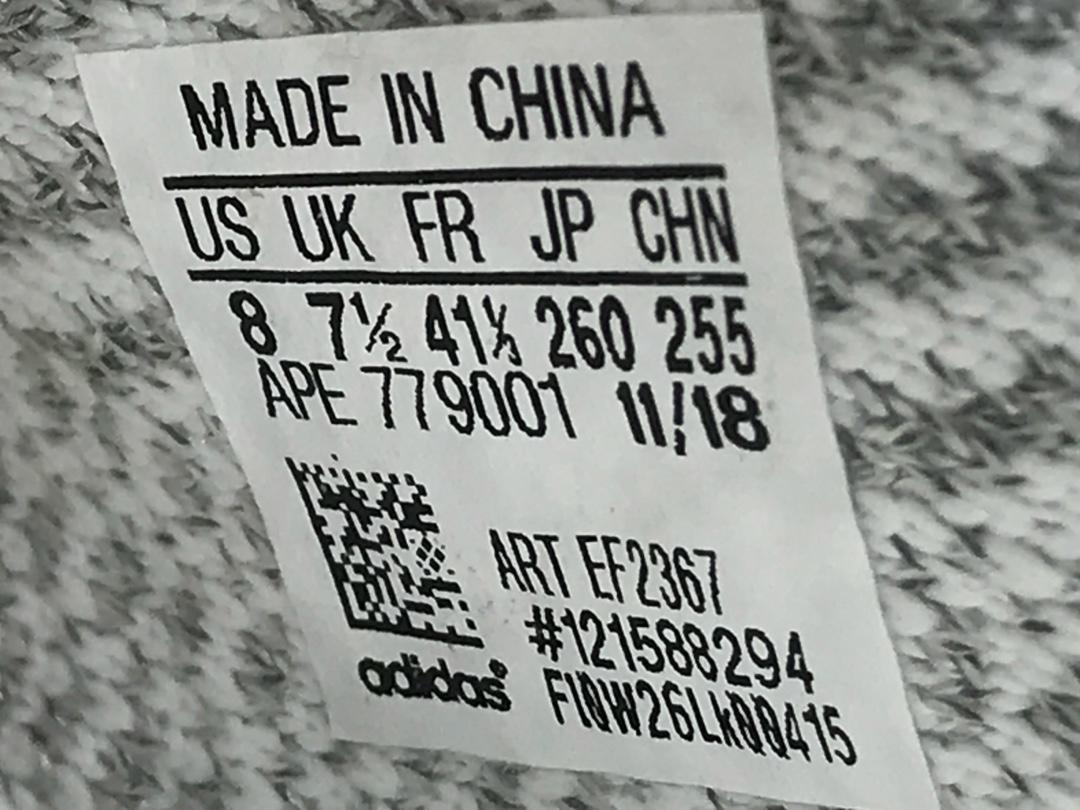 MADE IN CHINA
US UK FR JP CHN
8 7½ 41⅓ 260 255
APE 779001 11/18
ART EF2367
#121588294
adidas®